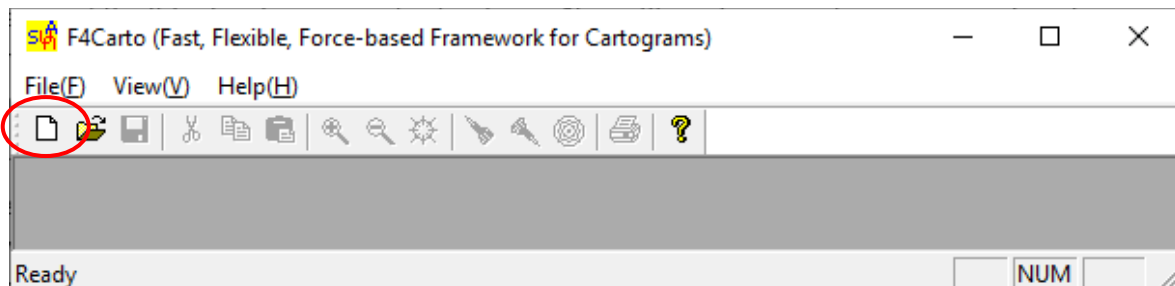 F4Carto (Fast, Flexible, Force-based Framework for Cartograms)
File(F) View(V) Help(H)
?
Ready
NUM